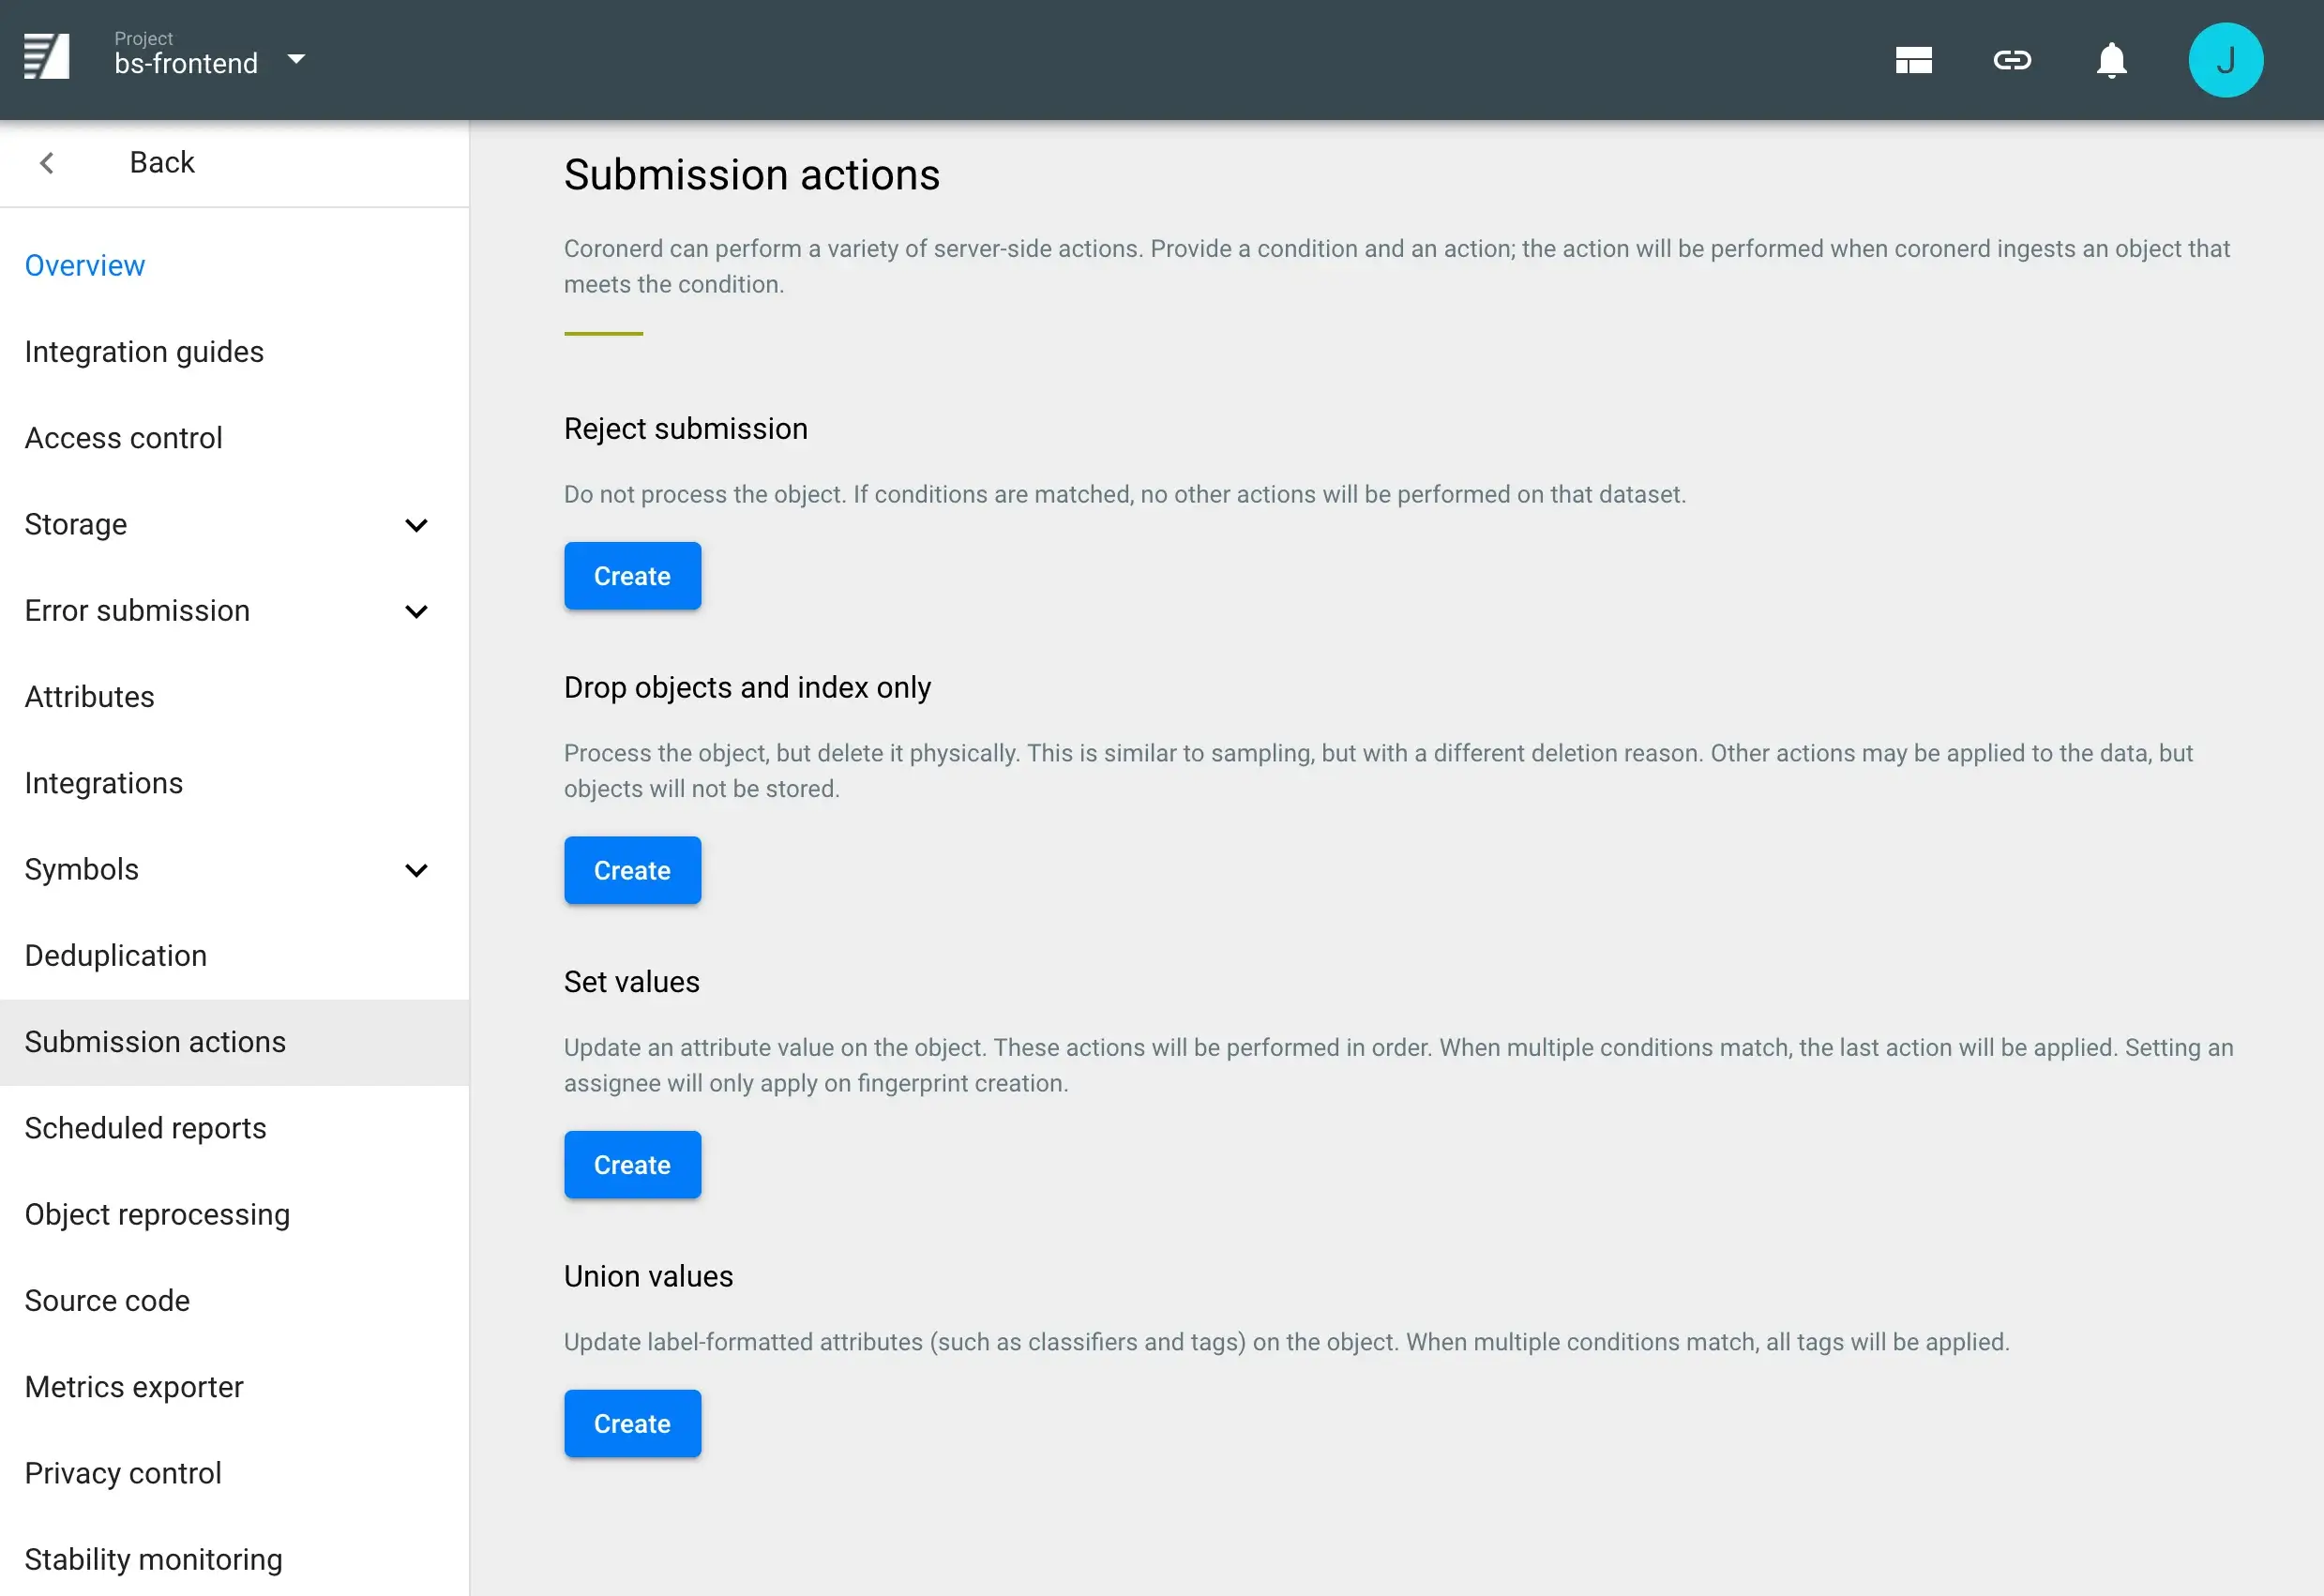 Project
bs-frontend
J
Back
Overview
Integration guides
Access control
Storage
Error submission
Attributes
Integrations
Symbols
Deduplication
Submission actions
Scheduled reports
Object reprocessing
Source code
Metrics exporter
Privacy control
Stability monitoring
Submission actions
Coronerd can perform a variety of server-side actions. Provide a condition and an action; the action will be performed when coronerd ingests an object that
meets the condition.
Reject submission
Do not process the object. If conditions are matched, no other actions will be performed on that dataset.
Create
Drop objects and index only
Process the object, but delete it physically. This is similar to sampling, but with a different deletion reason. Other actions may be applied to the data, but
objects will not be stored.
Create
Set values
Update an attribute value on the object. These actions will be performed in order. When multiple conditions match, the last action will be applied. Setting an
assignee will only apply on fingerprint creation.
Create
Union values
Update label-formatted attributes (such as classifiers and tags) on the object. When multiple conditions match, all tags will be applied.
Create